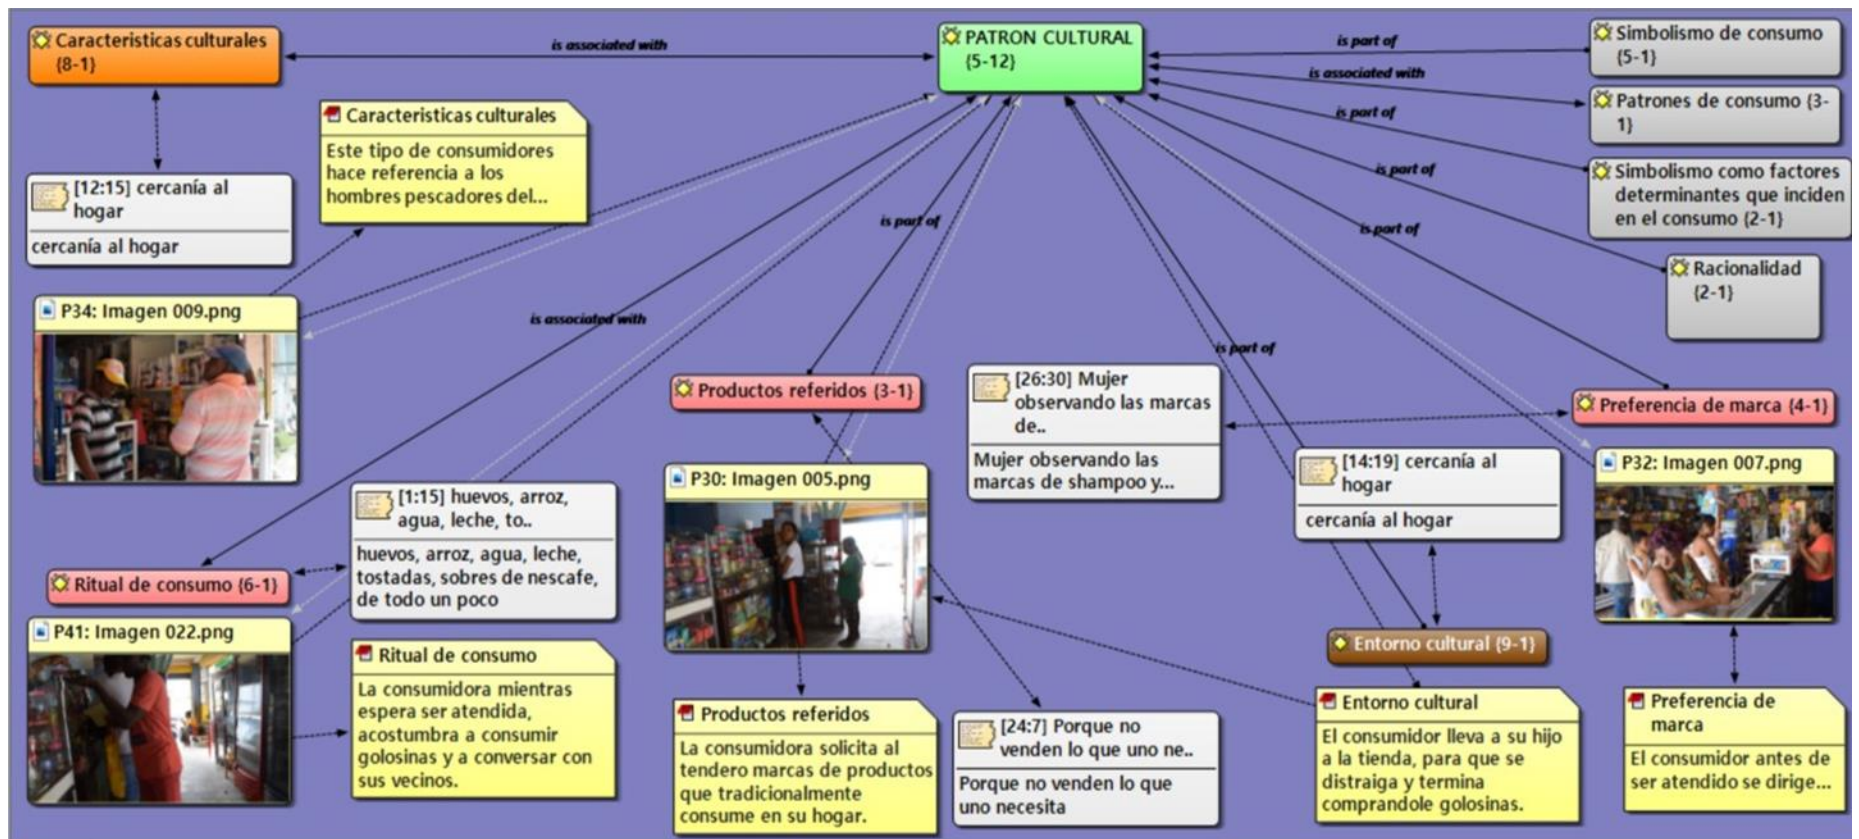 Caracteristicas culturales
{8-1}
is associated with
PATRON CULTURAL
{5-12}
is part of
Simbolismo de consumo
{5-1}
is associated with
Patrones de consumo {3-
1}
is part of
Simbolismo como factores
determinantes que inciden
en el consumo {2-1}
is part of
Racionalidad
{2-1}
is part of
Caracteristicas culturales
Este tipo de consumidores
hace referencia a los
hombres pescadores del...
[12:15] cercanía al
hogar
cercanía al hogar
P34: Imagen 009.png
is part of
is associated with
is part of
Productos referidos {3-1}
[26:30] Mujer
observando las marcas
de..
Mujer observando las
marcas de shampoo y...
Preferencia de marca {4-1}
[14:19] cercanía al
hogar
cercanía al hogar
P32: Imagen 007.png
P30: Imagen 005.png
[1:15] huevos, arroz,
agua, leche, to..
huevos, arroz, agua, leche,
tostadas, sobres de nescafe,
de todo un poco
Ritual de consumo {6-1}
P41: Imagen 022.png
Ritual de consumo
La consumidora mientras
espera ser atendida,
acostumbra a consumir
golosinas y a conversar con
sus vecinos.
Productos referidos
La consumidora solicita al
tendero marcas de productos
que tradicionalmente
consume en su hogar.
[24:7] Porque no
venden lo que uno ne..
Porque no venden lo que
uno necesita
Entorno cultural {9-1}
Entorno cultural
El consumidor lleva a su hijo
a la tienda, para que se
distraiga y termina
comprandole golosinas.
Preferencia de
marca
El consumidor antes de
ser atendido se dirige...